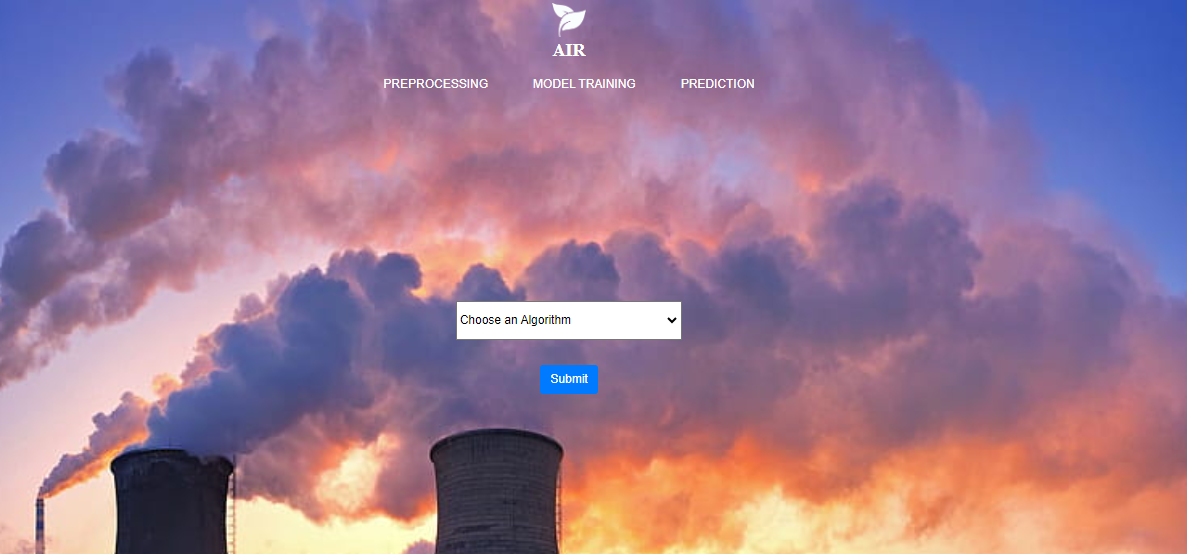 AIR
PREPROCESSING MODEL TRAINING PREDICTION
Choose an Algorithm
Submit